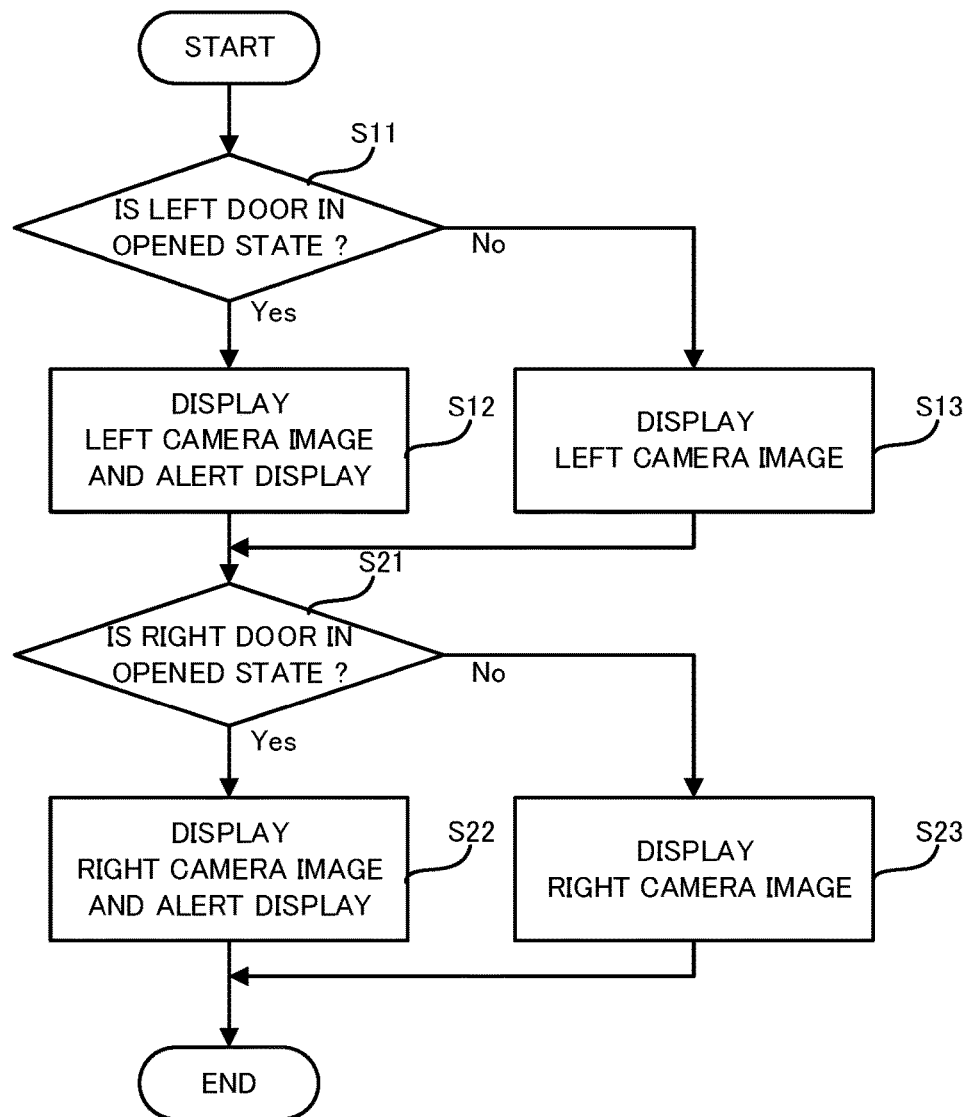 START
S11
IS LEFT DOOR IN
OPENED STATE ?
No
Yes
DISPLAY
LEFT CAMERA IMAGE
AND ALERT DISPLAY
S12
DISPLAY
LEFT CAMERA IMAGE
S13
S21
IS RIGHT DOOR IN
OPENED STATE ?
No
Yes
DISPLAY
RIGHT CAMERA IMAGE
AND ALERT DISPLAY
S22
DISPLAY
RIGHT CAMERA IMAGE
S23
END